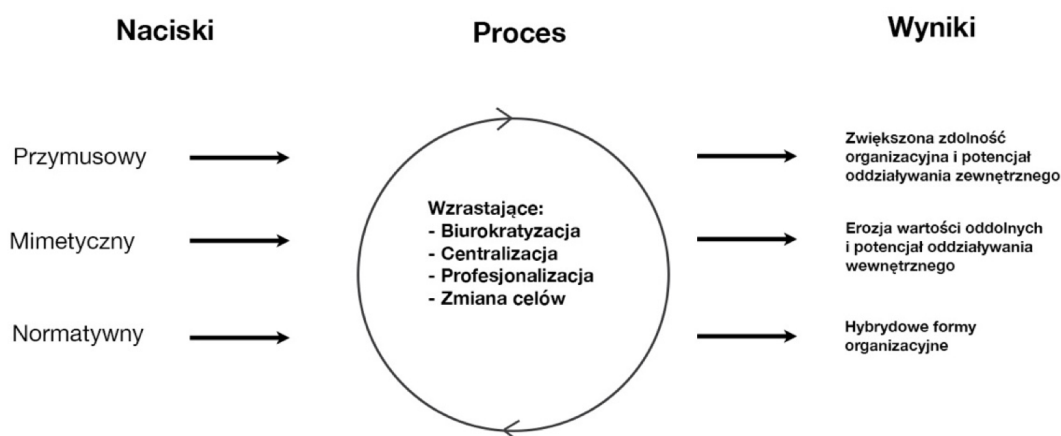 Naciski
Proces
Wyniki
Przymusowy
Mimetyczny
Normatywny
Wzrastające:
- Biurokratyzacja
- Centralizacja
- Profesjonalizacja
- Zmiana celów
Zwiększona zdolność
organizacyjna i potencjał
oddziaływania zewnętrznego
Erozja wartości oddolnych
i potencjał oddziaływania
wewnętrznego
Hybrydowe formy
organizacyjne